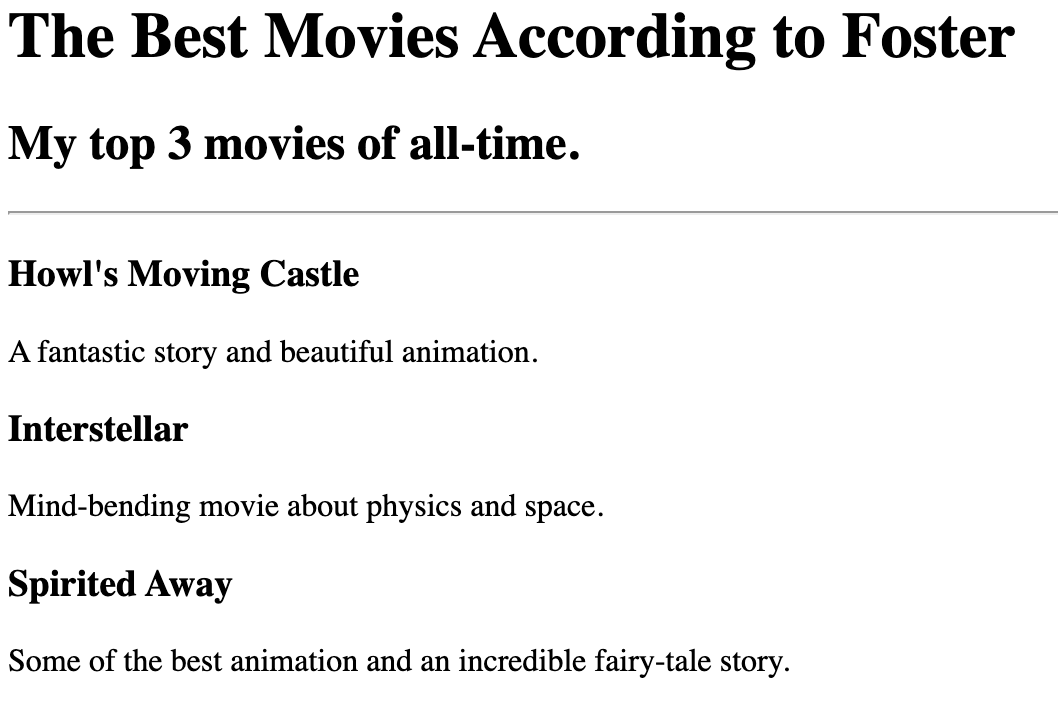 The Best Movies According to Foster
My top 3 movies of all-time.
Howl's Moving Castle
A fantastic story and beautiful animation.
Interstellar
Mind-bending movie about physics and space.
Spirited Away
Some of the best animation and an incredible fairy-tale story.